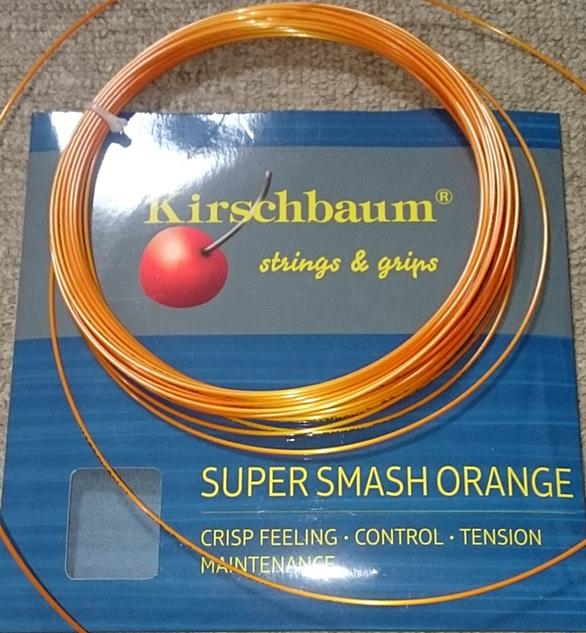 Kirschbaum®
strings & grips
SUPER SMASH ORANGE
CRISP FEELING · CONTROL · TENSION
MAINTENANCE